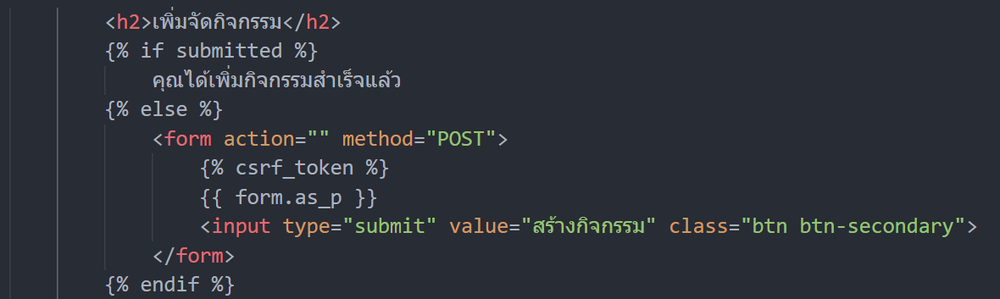 <h2>เพิ่มจัดกิจกรรม</h2>
{% if submitted %}
คุณได้เพิ่มกิจกรรมสำเร็จแล้ว
{% else %}
<form action="" method="POST">
{% csrf_token %}
{{ form.as_p }}
<input type="submit" value="สร้างกิจกรรม" class="btn btn-secondary">
</form>
{% endif %}